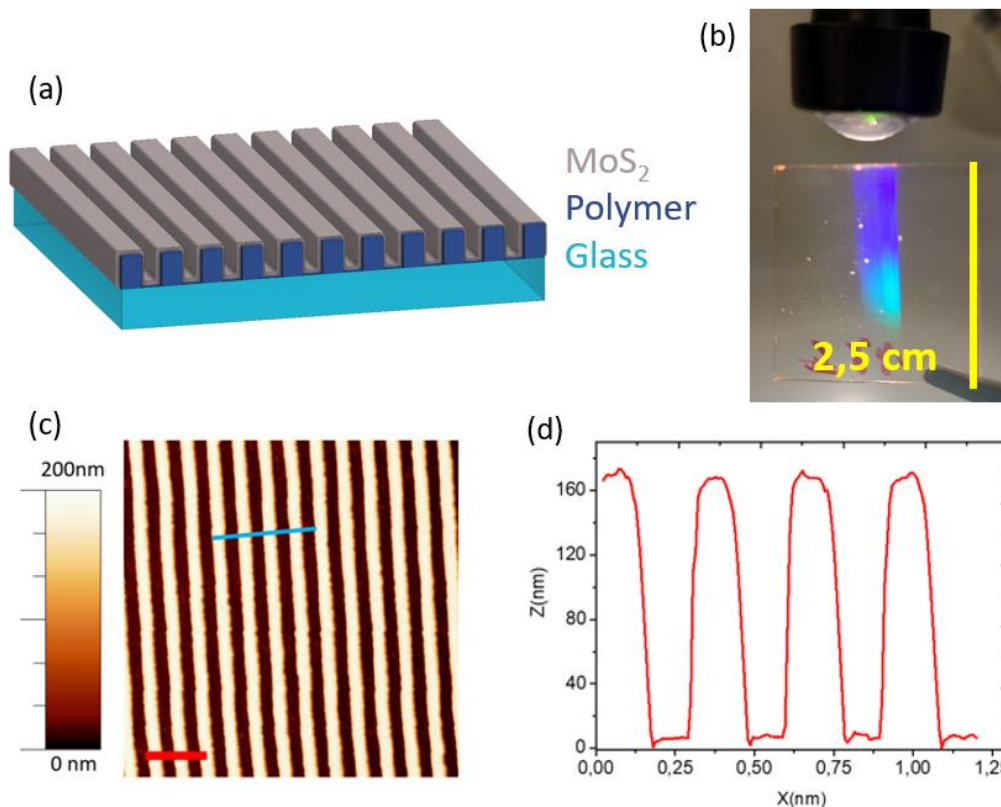 (a)
MoS₂
Polymer
Glass
(b)
2,5 cm
(c)
200nm
0 nm
(d)
Z(nm)
160
120
80
40
0
0,00 0,25 0,50 0,75 1,00 1,25
X(nm)